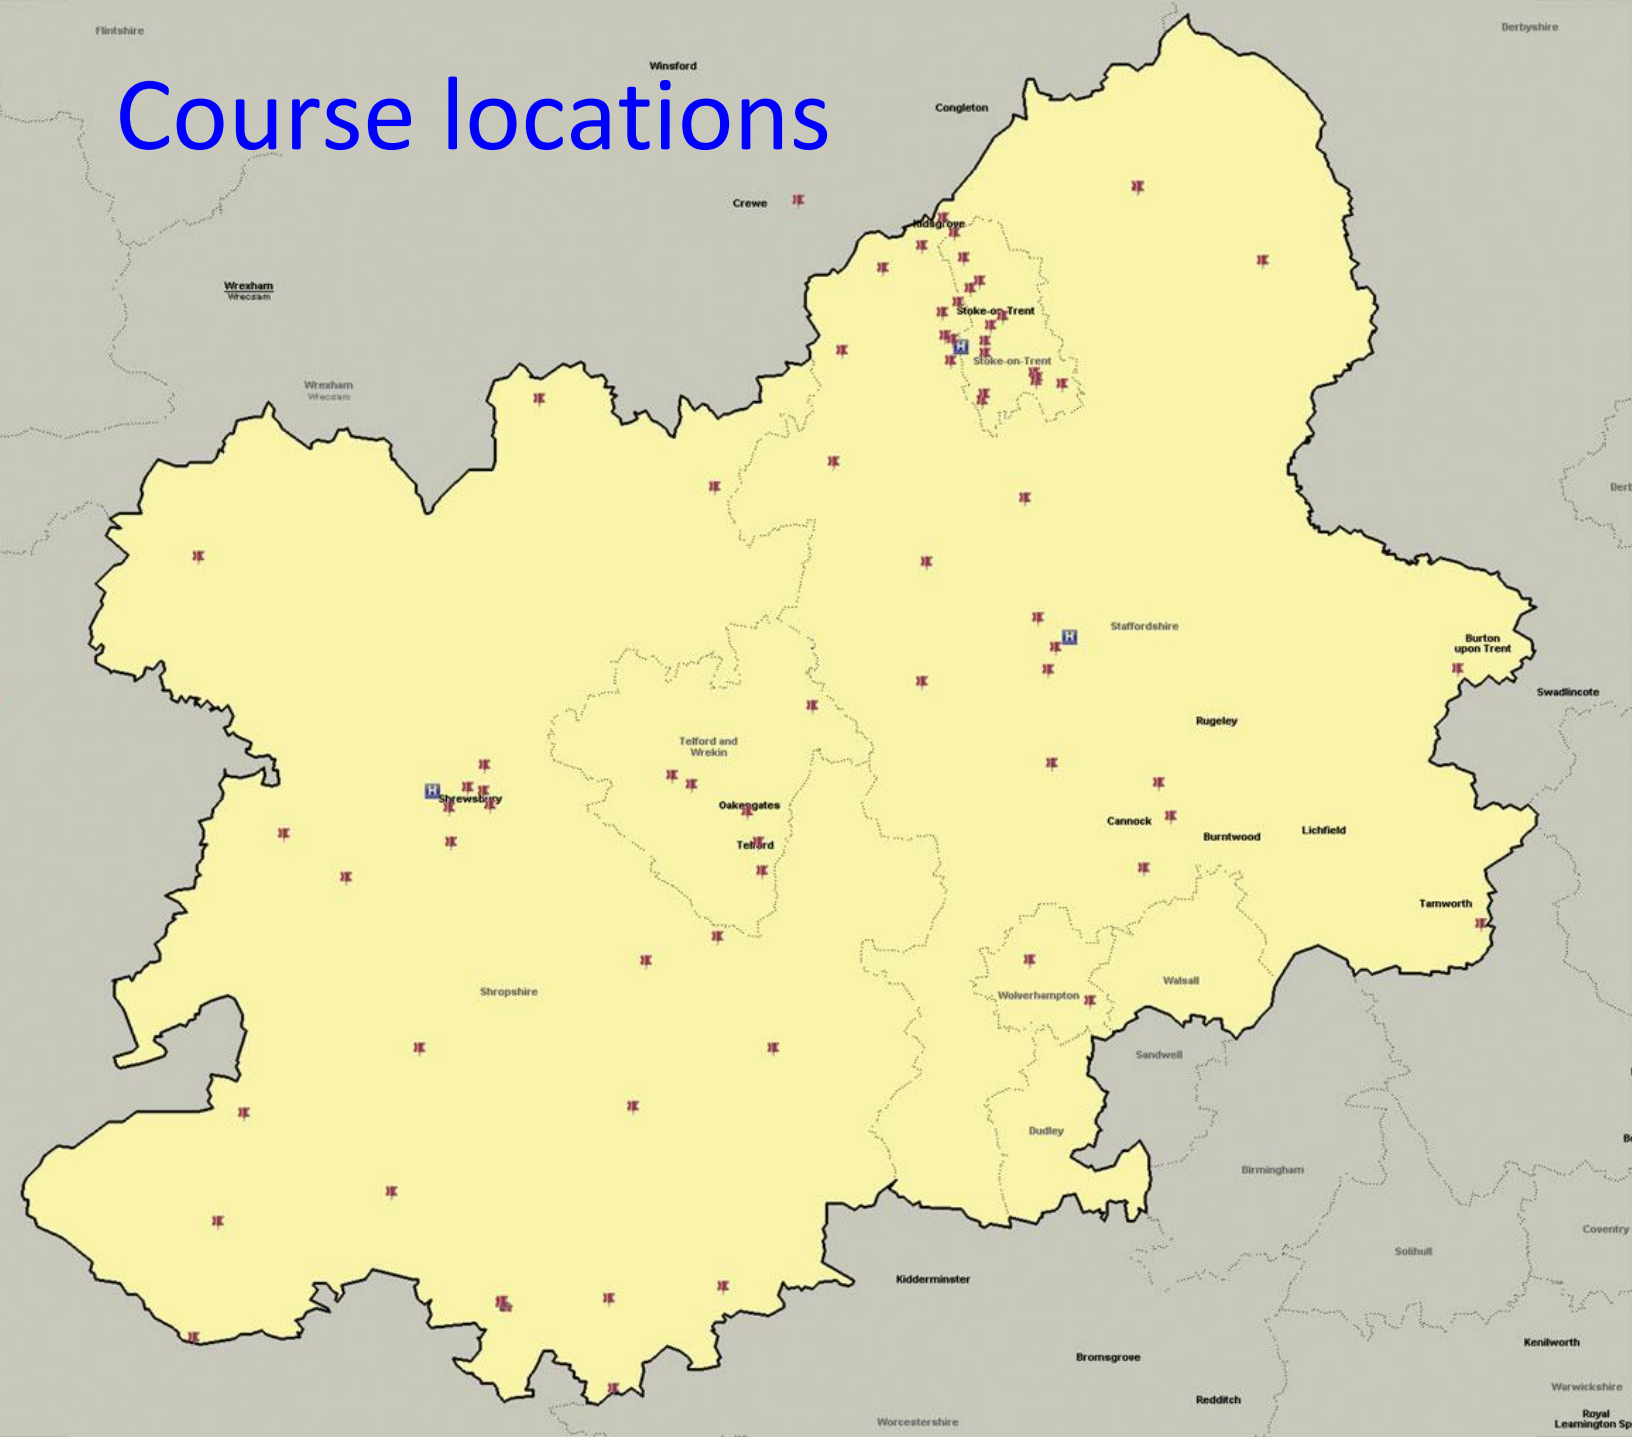 Flintshire
Derbyshire
Winsford
Course locations
Congleton
Crewe
Kidsgrove
Wrexham
Wrecsam
Stoke-on-Trent
Stoke-on-Trent
Wrexham
Wrecsam
H
H
Staffordshire
Burton
upon Trent
Swadlincote
Rugeley
Telford and
Wrekin
H
Shrewsbury
Oakengates
Cannock
Burntwood
Lichfield
Telford
Tamworth
Shropshire
Wolverhampton
Walsall
Sandwell
Dudley
Birmingham
Coventry
Solihull
Kidderminster
Kenilworth
Bromsgrove
Warwickshire
Redditch
Royal
Leamington Sp
Worcestershire